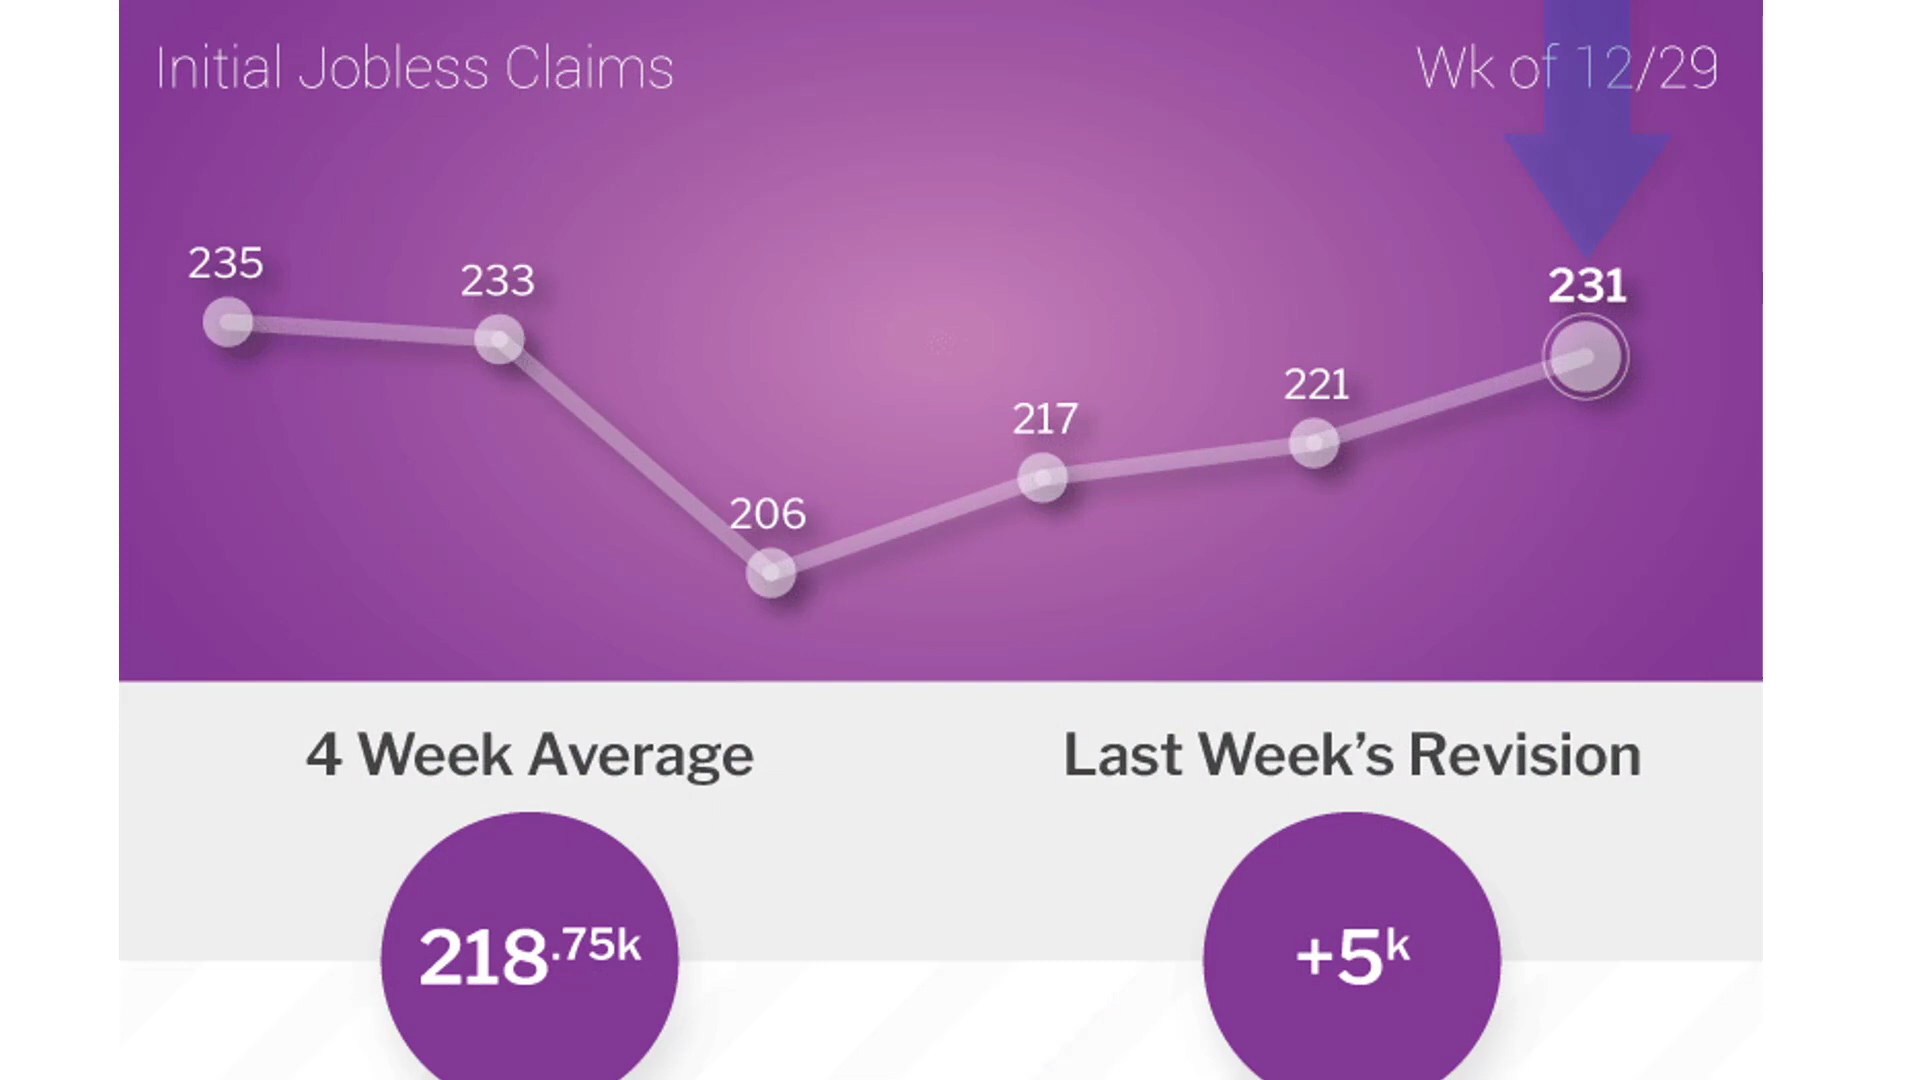 Initial Jobless Claims
Wk of 12/29
235
233
206
217
221
231
4 Week Average
Last Week’s Revision
218.75k
+5k